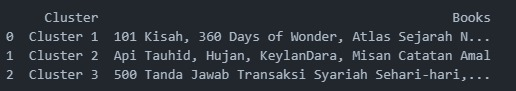 Cluster Books
0 Cluster 1 101 Kisah, 360 Days of Wonder, Atlas Sejarah N...
1 Cluster 2 Api Tauhid, Hujan, KeylanDara, Misan Catatan Amal
2 Cluster 3 500 Tanda Jawab Transaksi Syariah Sehari-hari,...